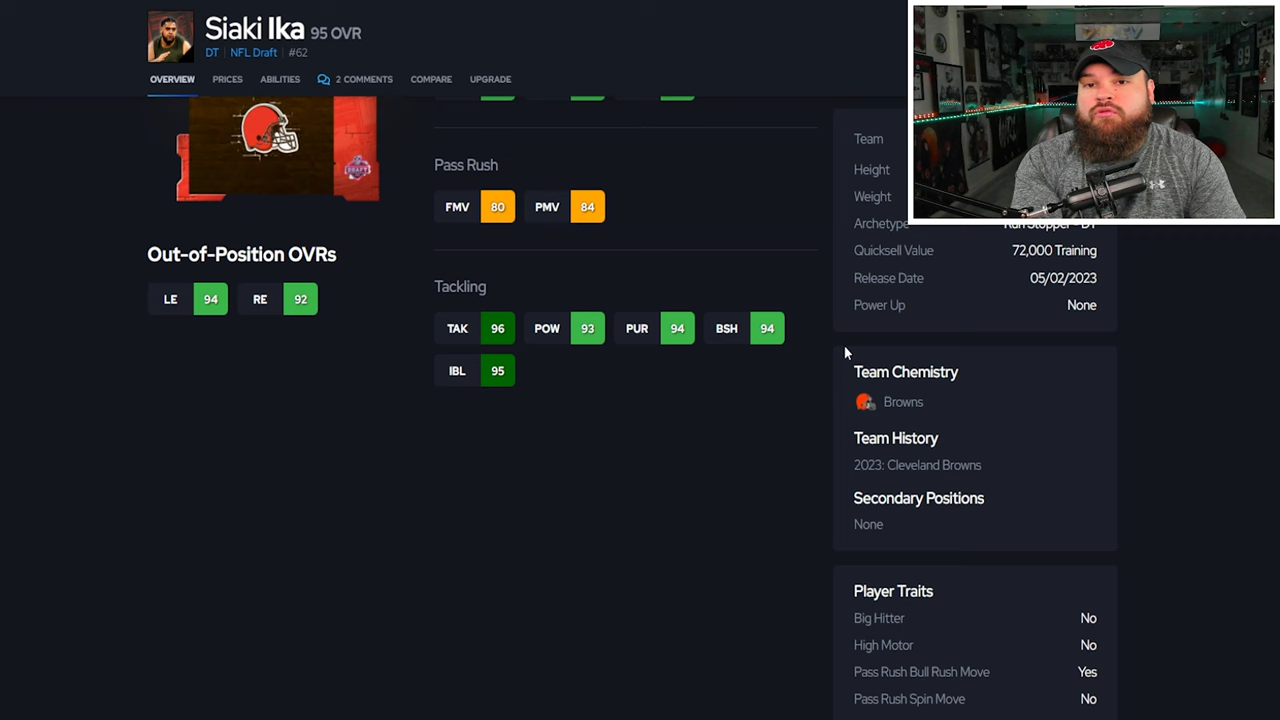 Siaki Ika 95 OVR
DT | NFL Draft | #62
OVERVIEW PRICES ABILITIES 2 COMMENTS COMPARE UPGRADE
Pass Rush
FMV 80 PMV 84
Out-of-Position OVRs
LE 94 RE 92
Tackling
TAK 96 POW 93 PUR 94 BSH 94
IBL 95
Team
Height
Weight
Archetype
Quicksell Value 72,000 Training
Release Date 05/02/2023
Power Up None
Team Chemistry
Browns
Team History
2023: Cleveland Browns
Secondary Positions
None
Player Traits
Big Hitter No
High Motor No
Pass Rush Bull Rush Move Yes
Pass Rush Spin Move No